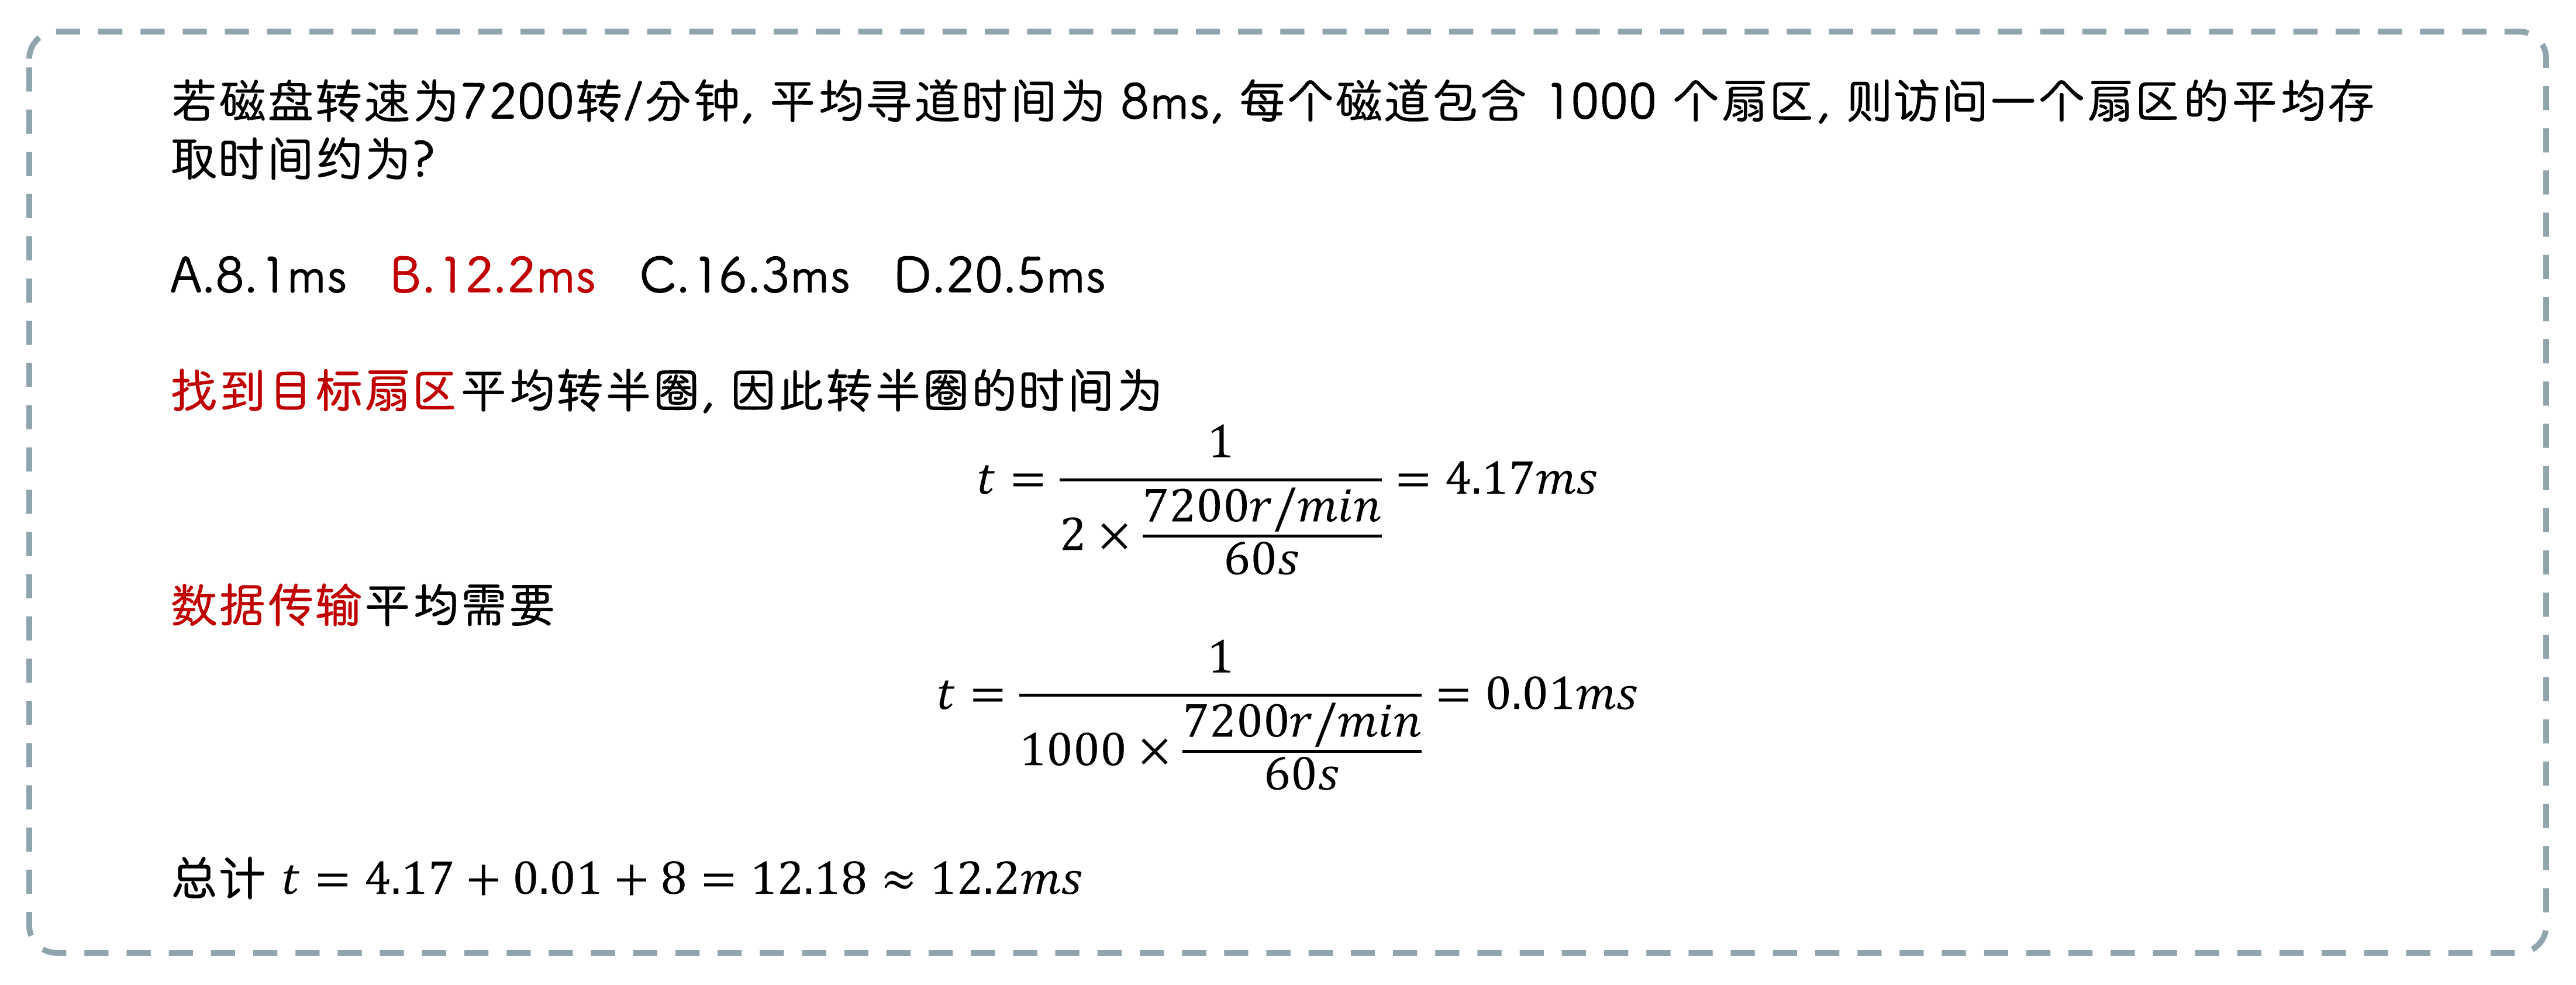 若磁盘转速为7200转/分钟, 平均寻道时间为 8ms, 每个磁道包含 1000 个扇区, 则访问一个扇区的平均存
取时间约为?
A.8.1ms B.12.2ms C.16.3ms D.20.5ms
找到目标扇区平均转半圈, 因此转半圈的时间为
t = \frac{1}{2 × \frac{7200r/min}{60s}} = 4.17ms
数据传输平均需要
t = \frac{1}{1000 × \frac{7200r/min}{60s}} = 0.01ms
总计 t = 4.17 + 0.01 + 8 = 12.18 ≈ 12.2ms